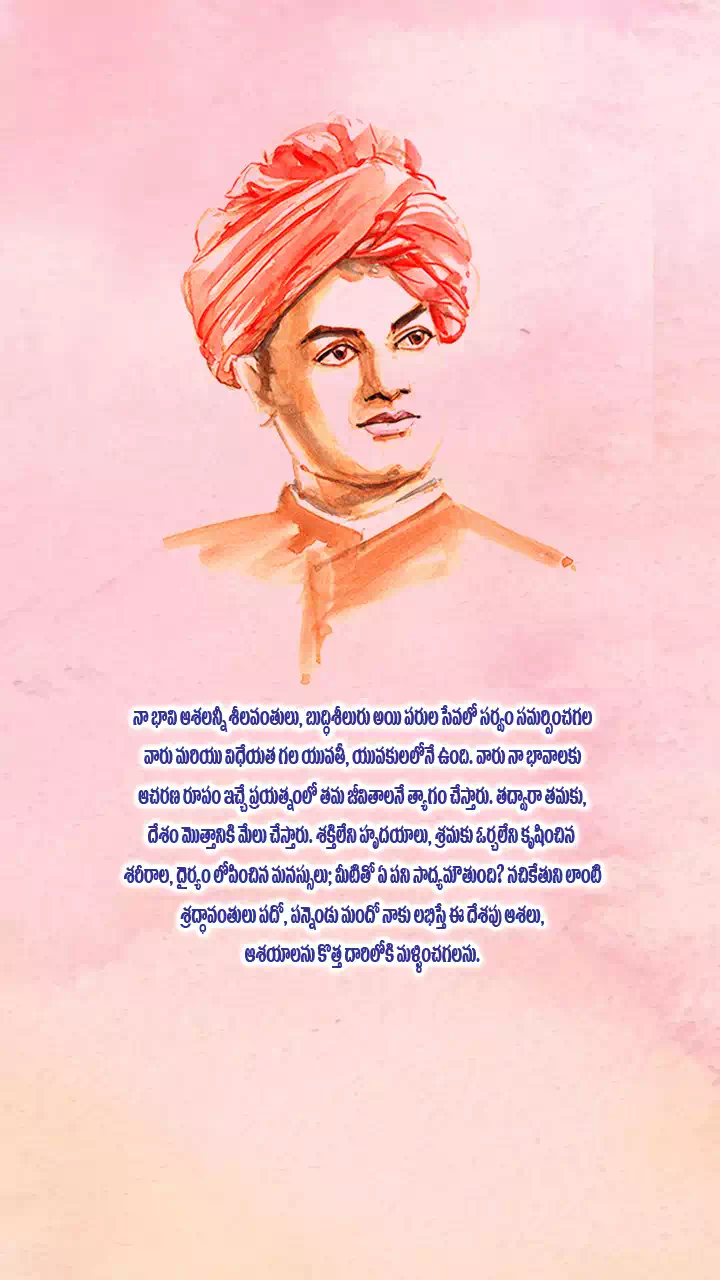 నా భావి ఆశలన్నీ శీలవంతులు, బుద్ధిశీలురు అయి పరుల సేవలో సర్వం సమర్పించగల
వారు మరియు విధేయత గల యువతీ, యువకులలోనే ఉంది. వారు నా భావాలకు
ఆచరణ రూపం ఇచ్చే ప్రయత్నంలో తమ జీవితాలనే త్యాగం చేస్తారు. తద్వారా తమకు,
దేశం మొత్తానికి మేలు చేస్తారు. శక్తిలేని హృదయాలు, శ్రమకు ఓర్చలేని కృషించిన
శరీరాల, ధైర్యం లోపించిన మనస్సులు; మీటితో ఏ పని సాధ్యమౌతుంది? నచికేతుని లాంటి
శ్రద్ధావంతులు పదో, పన్నెండు మందో నాకు లభిస్తే ఈ దేశపు ఆశలు,
ఆశయాలను కొత్త దారిలోకి మళ్ళించగలను.